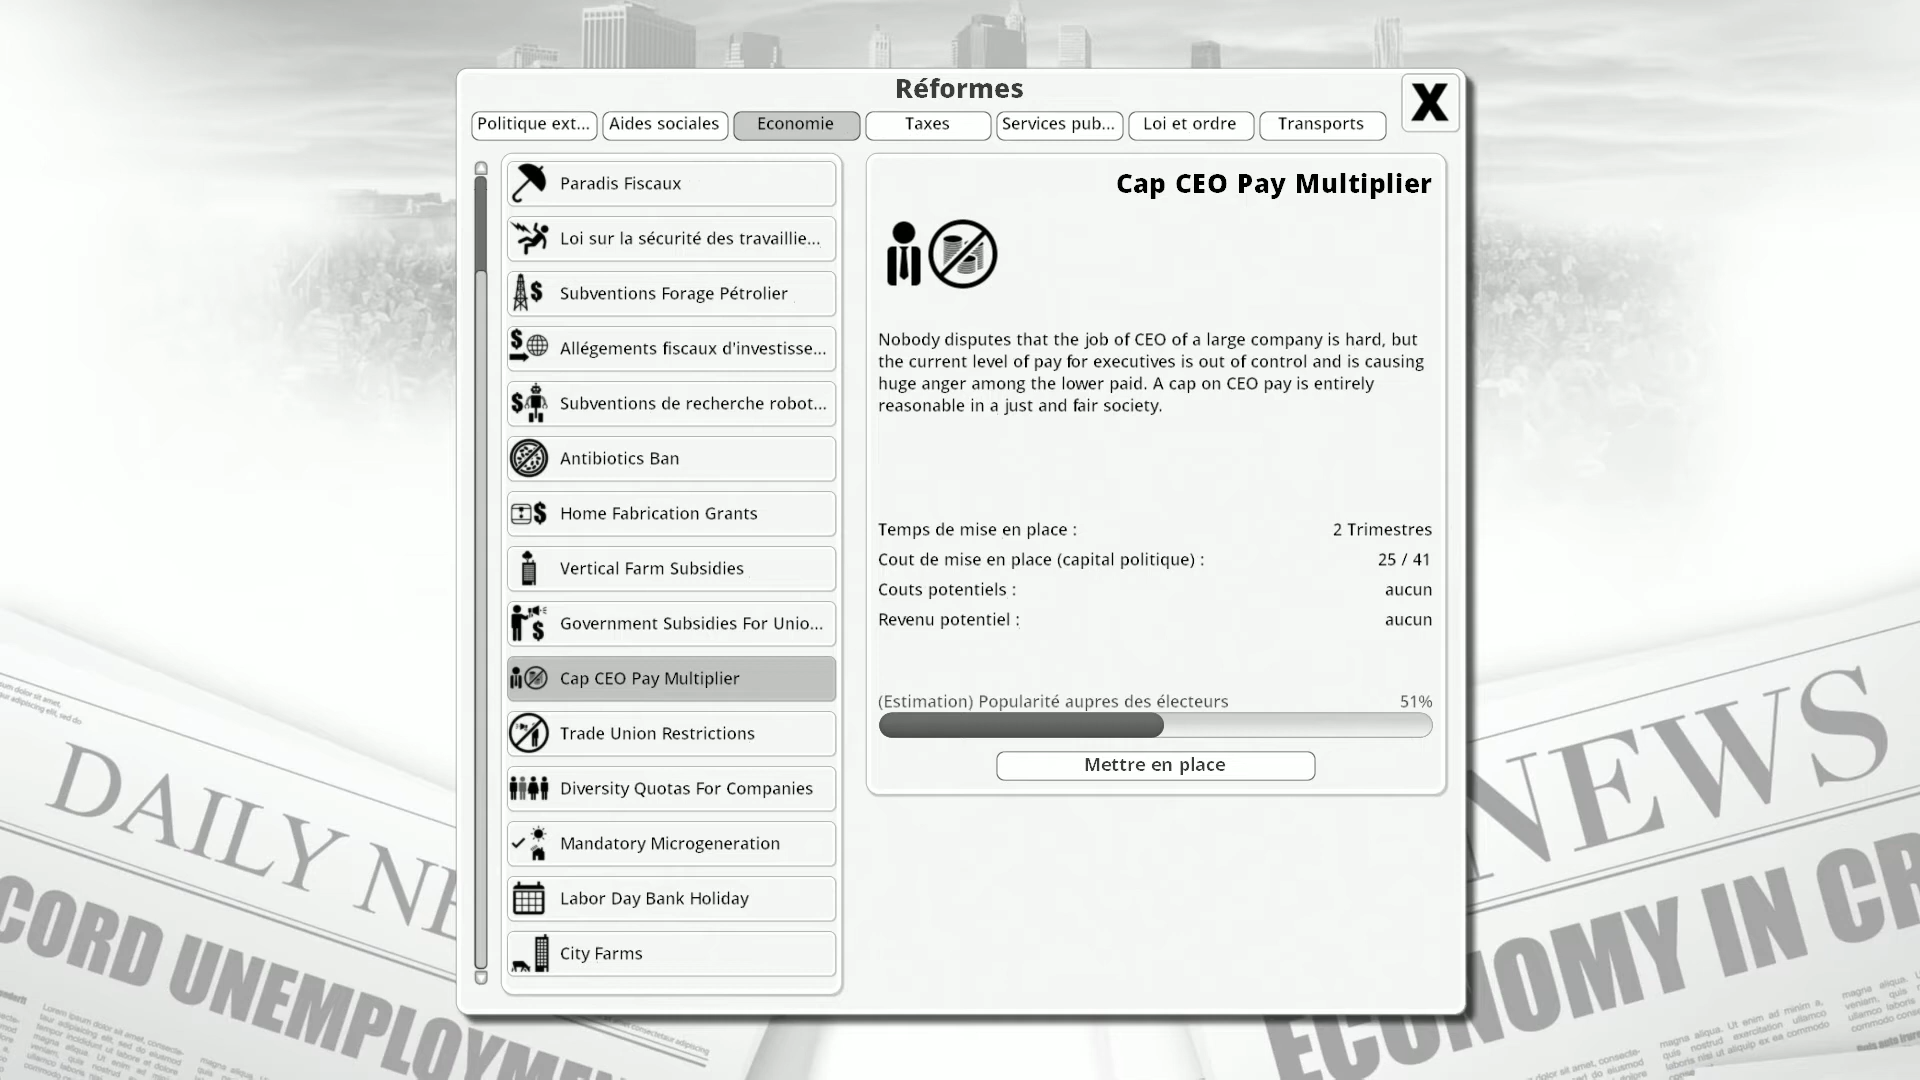 Réformes
X
Politique ext...
Aides sociales
Economie
Taxes
Services pub...
Loi et ordre
Transports
Paradis Fiscaux
Loi sur la sécurité des travaillie...
Subventions Forage Pétrolier
Allégements fiscaux d'investisse...
Subventions de recherche robot...
Antibiotics Ban
Home Fabrication Grants
Vertical Farm Subsidies
Government Subsidies For Unio...
Cap CEO Pay Multiplier
Trade Union Restrictions
Diversity Quotas For Companies
Mandatory Microgeneration
Labor Day Bank Holiday
City Farms
Cap CEO Pay Multiplier
Nobody disputes that the job of CEO of a large company is hard, but
the current level of pay for executives is out of control and is causing
huge anger among the lower paid. A cap on CEO pay is entirely
reasonable in a just and fair society.
Temps de mise en place : 2 Trimestres
Cout de mise en place (capital politique) : 25 / 41
Couts potentiels : aucun
Revenu potentiel : aucun
(Estimation) Popularité aupres des électeurs 51%
Mettre en place
DAILY NE
CORD UNEMPLOYME
NEWS
ECONOMY IN CR